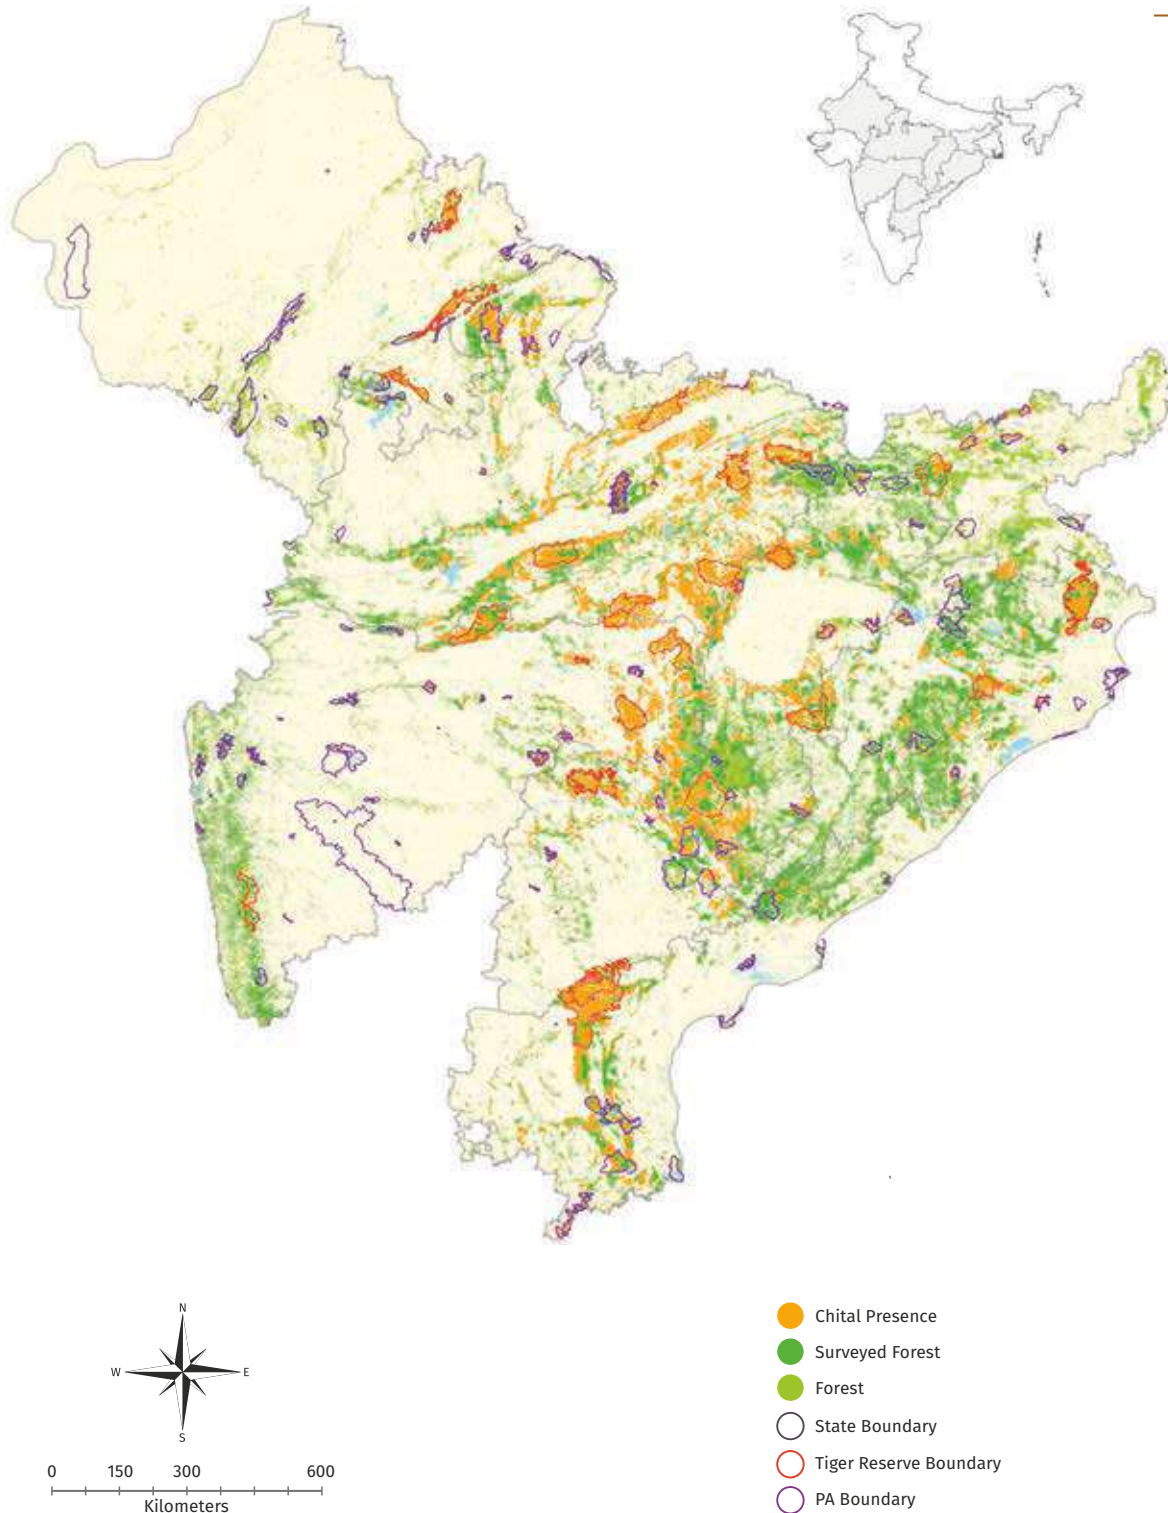 N
W
E
S
0 150 300 600
Kilometers
Chital Presence
Surveyed Forest
Forest
State Boundary
Tiger Reserve Boundary
PA Boundary